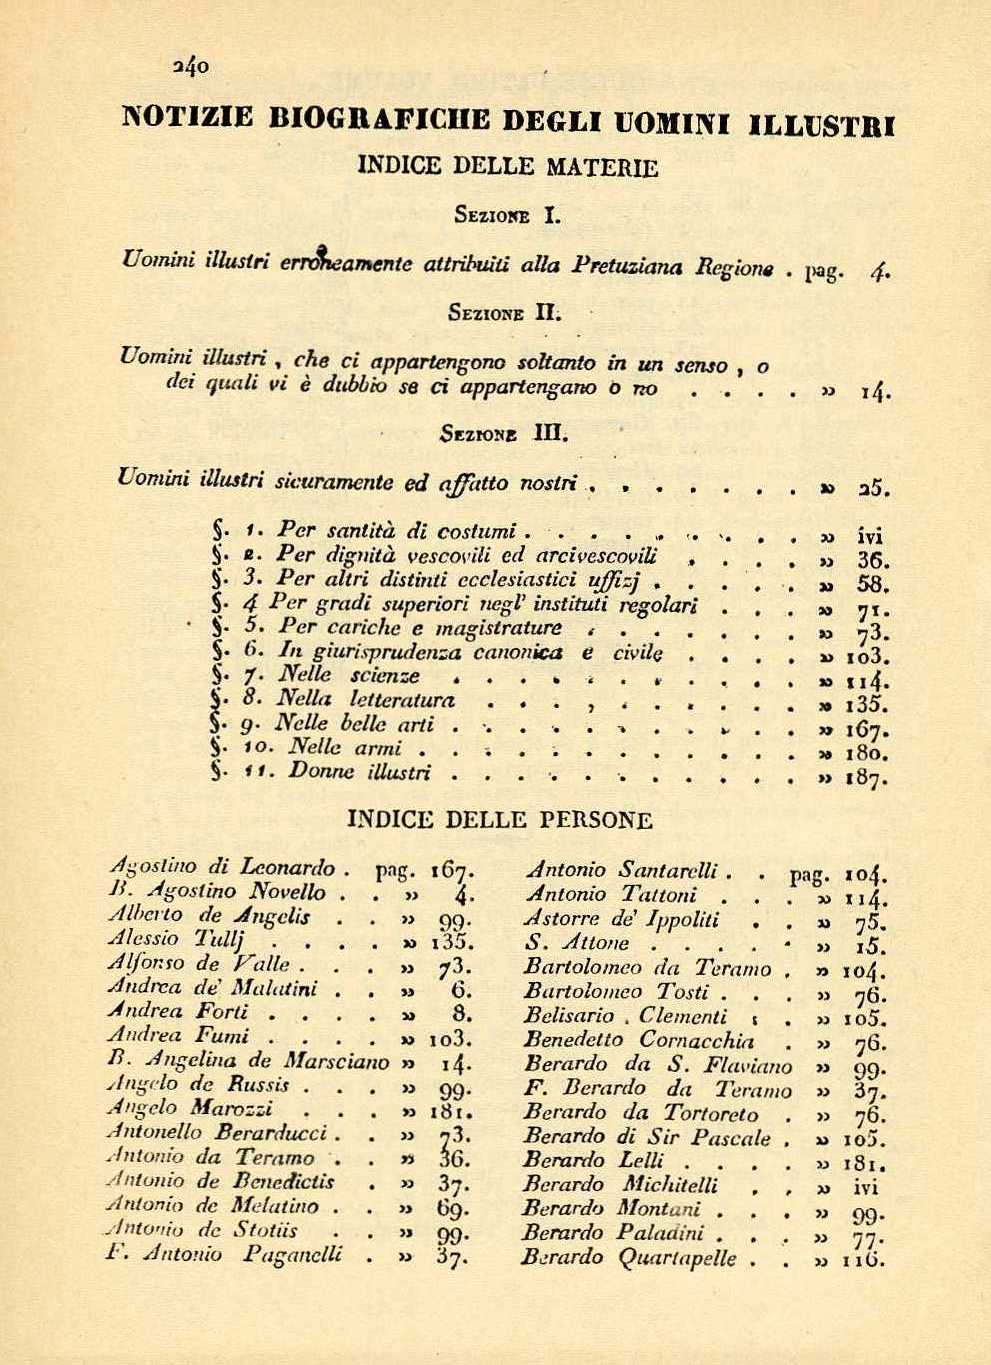 240
NOTIZIE BIOGRAFICHE DEGLI UOMINI ILLUSTRI
INDICE DELLE MATERIE
SEZIONE I.
Uomini illustri erroneamente attribuiti alla Pretuziana Regione . pag. 4.
SEZIONE II.
Uomini illustri , che ci appartengono soltanto in un senso , o
dei quali vi è dubbio se ci appartengano o no . . . . » 14.
SEZIONE III.
Uomini illustri sicuramente ed affatto nostri . . . . . . . . » 25.
§. 1. Per santità di costumi . . . . . . . . . » ivi
§. 2. Per dignità vescovili ed arcivescovili . . . . » 36.
§. 3. Per altri distinti ecclesiastici uffizj . . . . . » 58.
§. 4 Per gradi superiori negl' instituti regolari . . . » 71.
§. 5. Per cariche e magistrature . . . . . . . » 73.
§. 6. In giurisprudenza canonica e civile . . . . » 103.
§. 7. Nelle scienze . . . . . . . . . . . » 114.
§. 8. Nella letteratura . . . . . . . . . . » 135.
§. 9. Nelle belle arti . . . . . . . . . . . » 167.
§. 10. Nelle armi . . . . . . . . . . . . » 180.
§. 11. Donne illustri . . . . . . . . . . . » 187.
INDICE DELLE PERSONE
Agostino di Leonardo . pag. 167.
B. Agostino Novello . . » 4.
Alberto de Angelis . . » 99.
Alessio Tullj . . . . » 135.
Alfonso de Valle . . . » 73.
Andrea de' Malatini . . » 6.
Andrea Forti . . . . » 8.
Andrea Fumi . . . . » 103.
B. Angelina de Marsciano » 14.
Angelo de Russis . . . » 99.
Angelo Marozzi . . . » 181.
Antonello Berarducci . . » 73.
Antonio da Teramo . . » 36.
Antonio de Benedictis . » 37.
Antonio de Melatino . . » 69.
Antonio de Stotiis . . » 99.
F. Antonio Paganelli . » 37.
Antonio Santarelli . . pag. 104.
Antonio Tattoni . . . » 114.
Astorre de' Ippoliti . . » 75.
S. Attone . . . . . » 15.
Bartolomeo da Teramo . » 104.
Bartolomeo Tosti . . . » 76.
Belisario . Clementi . . » 105.
Benedetto Cornacchia . » 76.
Berardo da S. Flaviano » 99.
F. Berardo da Teramo » 37.
Berardo da Tortoreto . » 76.
Berardo di Sir Pascale . » 105.
Berardo Lelli . . . . » 181.
Berardo Michitelli . , » ivi
Berardo Montani . . . » 99.
Berardo Paladini . . . » 77.
Berardo Quartapelle . . » 116.